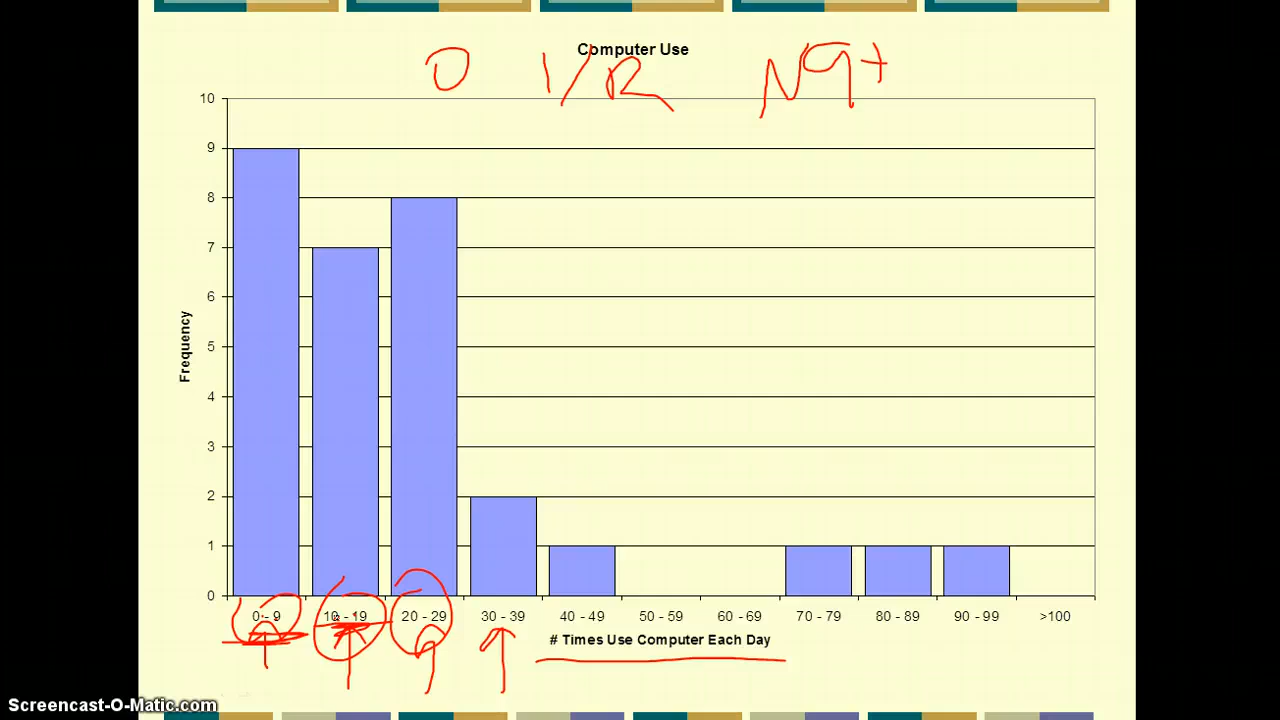 Computer Use
O I/R
10
9
8
7
6
5
4
3
2
1
0
Frequency
0 - 9 10 - 19 20 - 29 30 - 39 40 - 49 50 - 59 60 - 69 70 - 79 80 - 89 90 - 99 >100
# Times Use Computer Each Day
Screencast-O-Matic.com